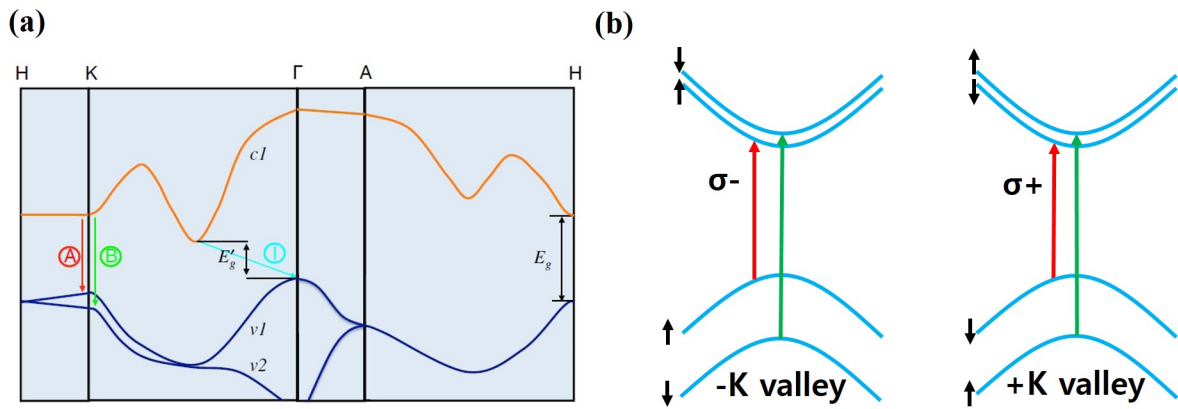 (a)
H K Γ A H
c1
A B E'g I Eg
v1
v2
(b)
σ-
σ+
-K valley
+K valley